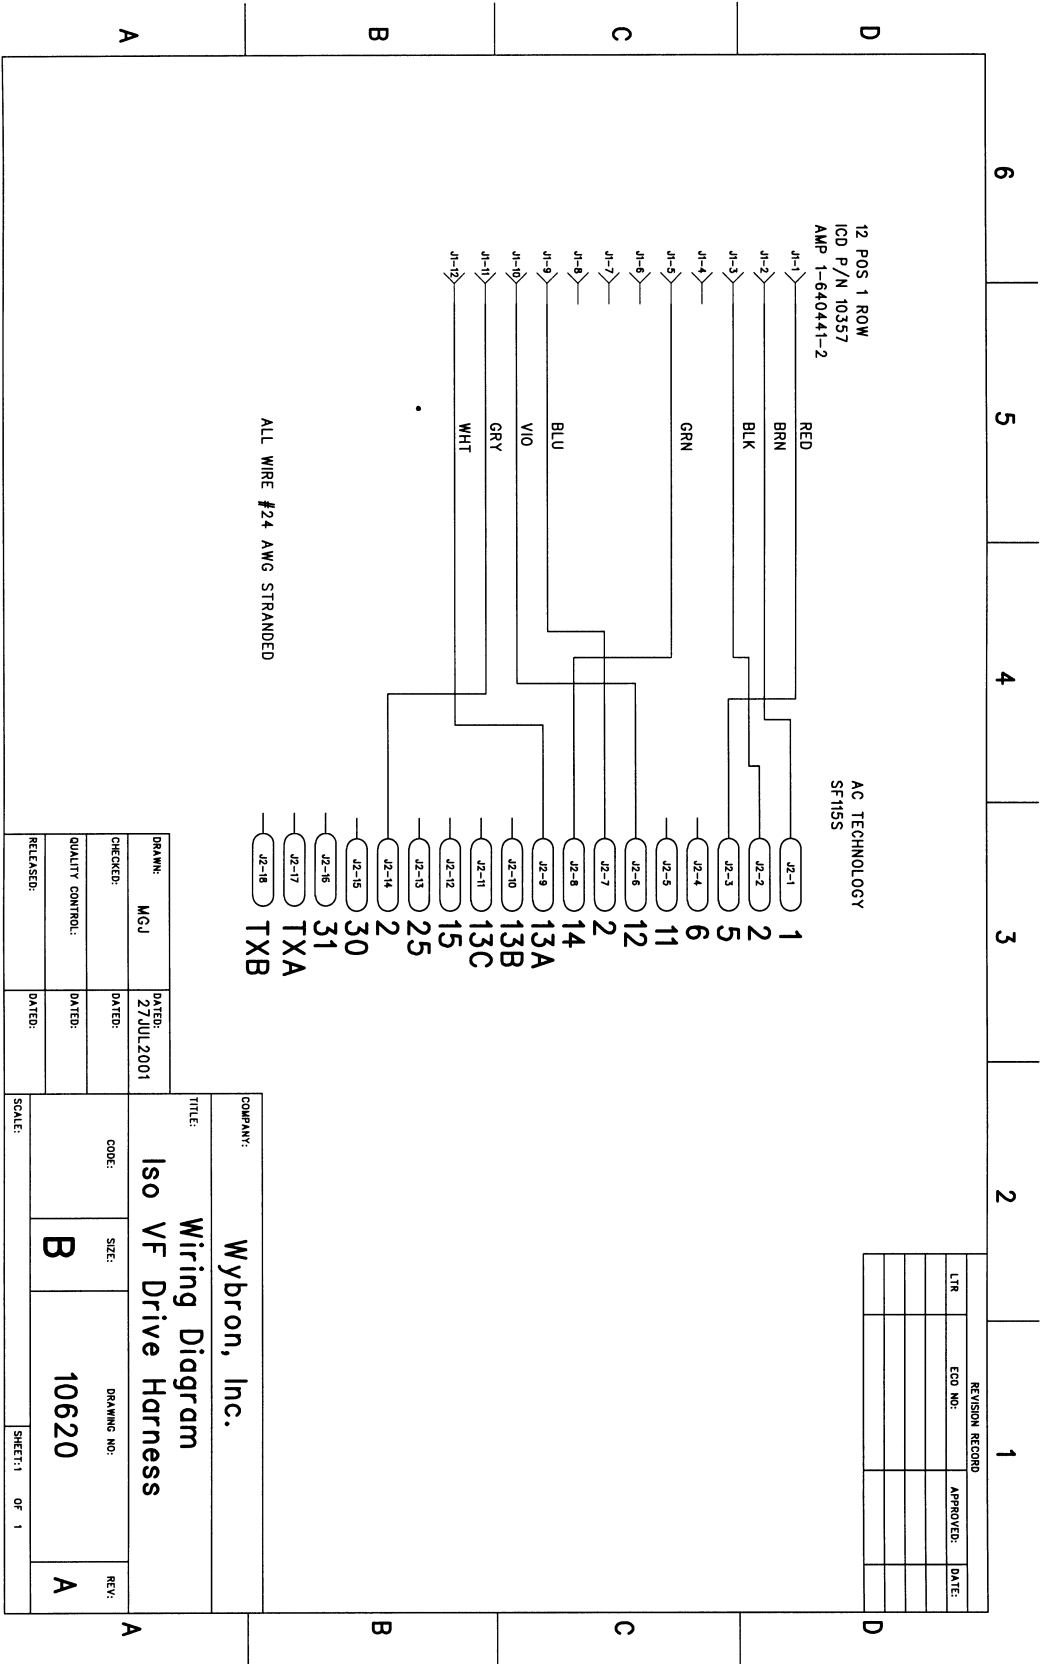 6
5
4
3
2
1
D
C
B
A
D
C
B
A
12 POS 1 ROW
ICD P/N 10357
AMP 1-640441-2
AC TECHNOLOGY
SF115S
J1-1
J1-2
J1-3
J1-4
J1-5
J1-6
J1-7
J1-8
J1-9
J1-10
J1-11
J1-12
RED
BRN
BLK
GRN
BLU
VIO
GRY
WHT
J2-1 1
J2-2 2
J2-3 5
J2-4 6
J2-5 11
J2-6 12
J2-7 2
J2-8 14
J2-9 13A
J2-10 13B
J2-11 13C
J2-12 15
J2-13 25
J2-14 2
J2-15 30
J2-16 31
J2-17 TXA
J2-18 TXB
ALL WIRE #24 AWG STRANDED
REVISION RECORD
LTR ECO NO: APPROVED: DATE:
DRAWN: MGJ DATED: 27JUL2001
CHECKED: DATED:
QUALITY CONTROL: DATED:
RELEASED: DATED:
COMPANY: Wybron, Inc.
TITLE: Wiring Diagram
Iso VF Drive Harness
CODE: SIZE: DRAWING NO: REV:
B 10620 A
SCALE: SHEET:1 OF 1